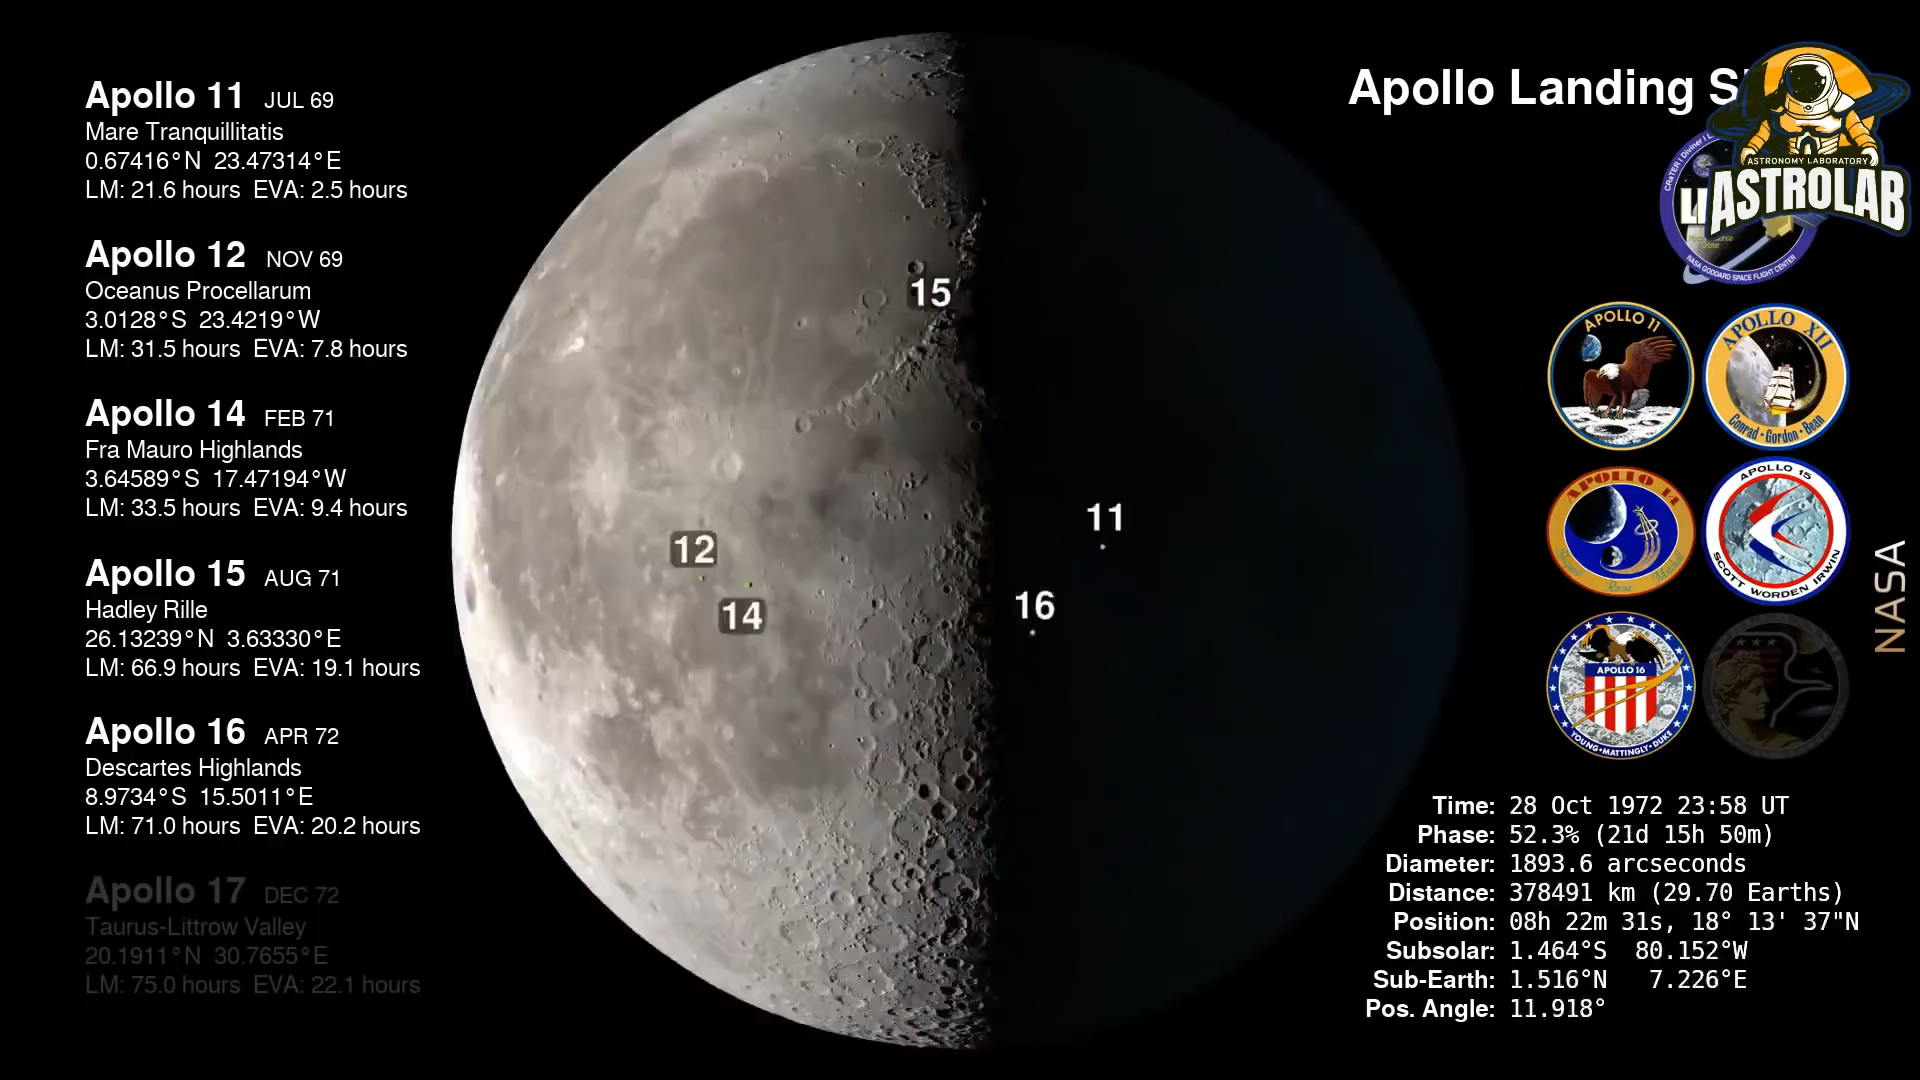 Apollo 11 JUL 69
Mare Tranquillitatis
0.67416°N 23.47314°E
LM: 21.6 hours EVA: 2.5 hours
Apollo 12 NOV 69
Oceanus Procellarum
3.0128°S 23.4219°W
LM: 31.5 hours EVA: 7.8 hours
Apollo 14 FEB 71
Fra Mauro Highlands
3.64589°S 17.47194°W
LM: 33.5 hours EVA: 9.4 hours
Apollo 15 AUG 71
Hadley Rille
26.13239°N 3.63330°E
LM: 66.9 hours EVA: 19.1 hours
Apollo 16 APR 72
Descartes Highlands
8.9734°S 15.5011°E
LM: 71.0 hours EVA: 20.2 hours
Apollo 17 DEC 72
Taurus-Littrow Valley
20.1911°N 30.7655°E
LM: 75.0 hours EVA: 22.1 hours
15
11
12
14
16
Apollo Landing S
ASTRONOMY LABORATORY
ASTROLAB
CRaTER | Diviner |
NASA GODDARD SPACE FLIGHT CENTER
APOLLO 11
APOLLO XII
Conrad • Gordon • Bean
APOLLO 14
Roosa
APOLLO 15
SCOTT WORDEN IRWIN
APOLLO 16
YOUNG • MATTINGLY • DUKE
NASA
Time: 28 Oct 1972 23:58 UT
Phase: 52.3% (21d 15h 50m)
Diameter: 1893.6 arcseconds
Distance: 378491 km (29.70 Earths)
Position: 08h 22m 31s, 18° 13' 37"N
Subsolar: 1.464°S 80.152°W
Sub-Earth: 1.516°N 7.226°E
Pos. Angle: 11.918°